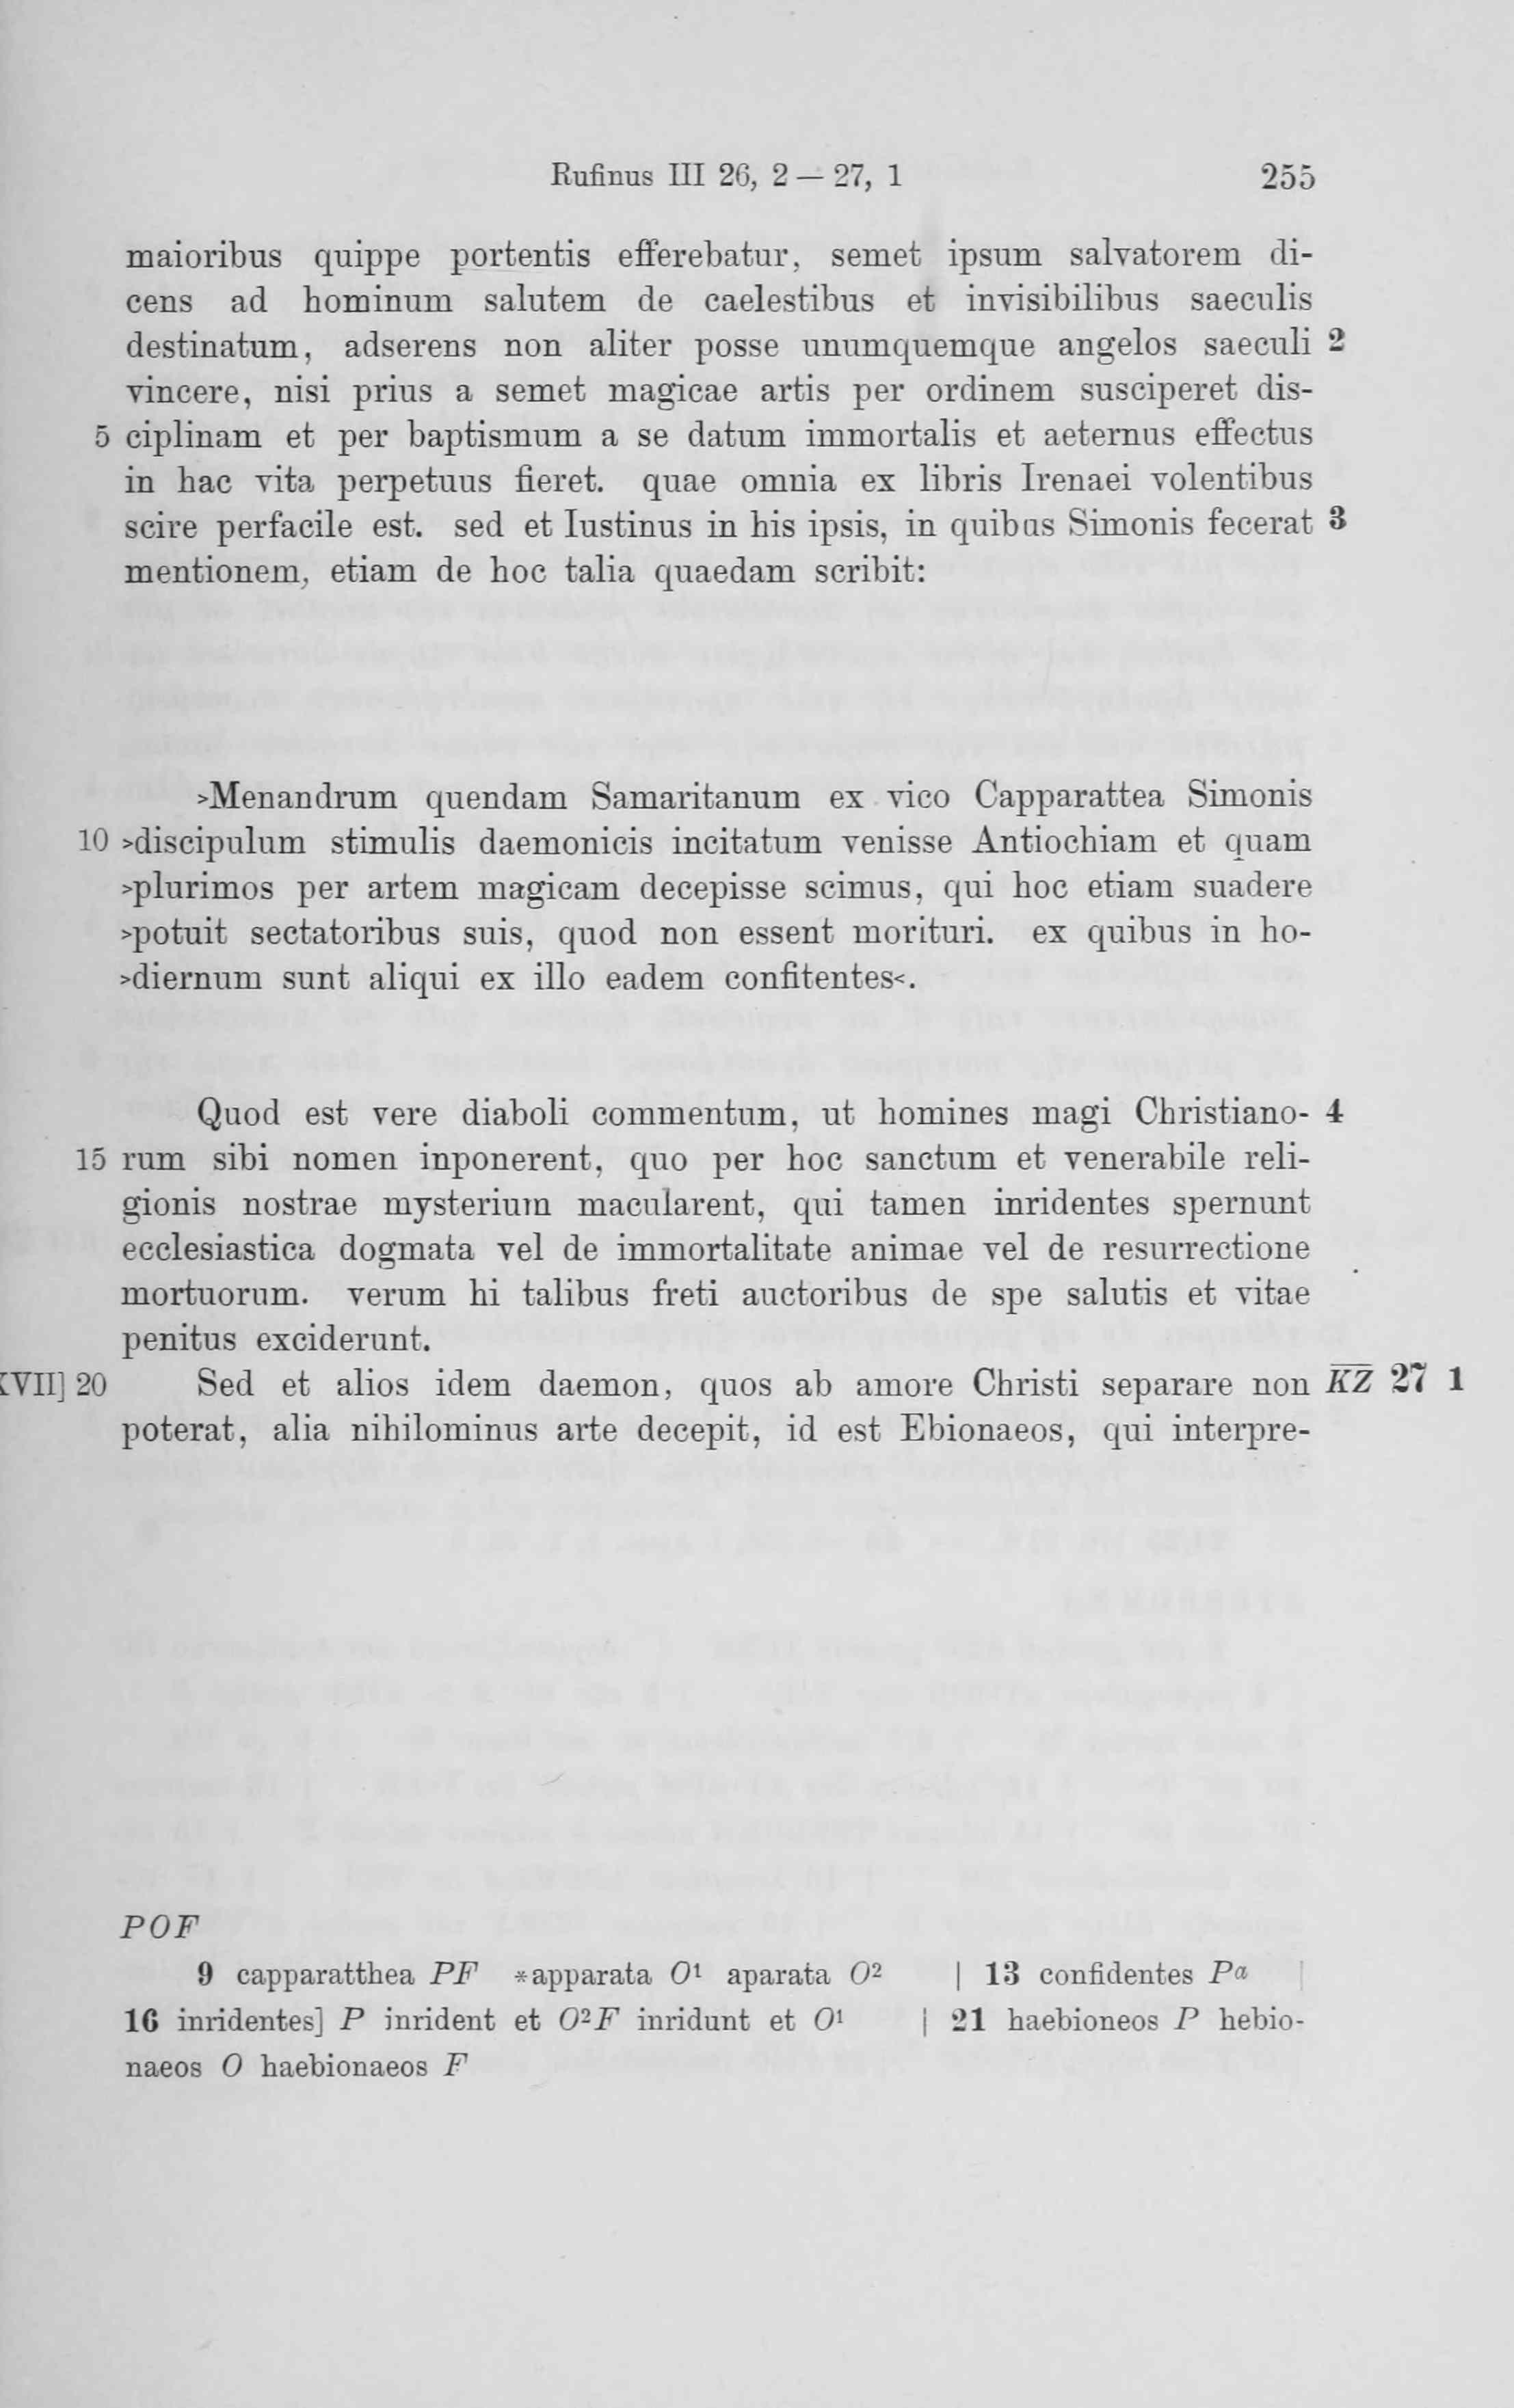 Rufinus III 26, 2 — 27, 1 255
maioribus quippe portentis efferebatur, semet ipsum salvatorem di-
cens ad hominum salutem de caelestibus et invisibilibus saeculis
destinatum, adserens non aliter posse unumquemque angelos saeculi 2
vincere, nisi prius a semet magicae artis per ordinem susciperet dis-
5 ciplinam et per baptismum a se datum immortalis et aeternus effectus
in hac vita perpetuus fieret. quae omnia ex libris Irenaei volentibus
scire perfacile est. sed et Iustinus in his ipsis, in quibus Simonis fecerat 3
mentionem, etiam de hoc talia quaedam scribit:
>Menandrum quendam Samaritanum ex vico Capparattea Simonis
10 >discipulum stimulis daemonicis incitatum venisse Antiochiam et quam
>plurimos per artem magicam decepisse scimus, qui hoc etiam suadere
>potuit sectatoribus suis, quod non essent morituri. ex quibus in ho-
>diernum sunt aliqui ex illo eadem confitentes<.
Quod est vere diaboli commentum, ut homines magi Christiano- 4
15 rum sibi nomen inponerent, quo per hoc sanctum et venerabile reli-
gionis nostrae mysterium macularent, qui tamen inridentes spernunt
ecclesiastica dogmata vel de immortalitate animae vel de resurrectione
mortuorum. verum hi talibus freti auctoribus de spe salutis et vitae
penitus exciderunt.
XVII] 20 Sed et alios idem daemon, quos ab amore Christi separare non K̅Z̅ 27 1
poterat, alia nihilominus arte decepit, id est Ebionaeos, qui interpre-
POF
9 capparatthea PF *apparata O¹ aparata O² | 13 confidentes Pa |
16 inridentes] P inrident et O²F inridunt et O¹ | 21 haebioneos P hebio-
naeos O haebionaeos F